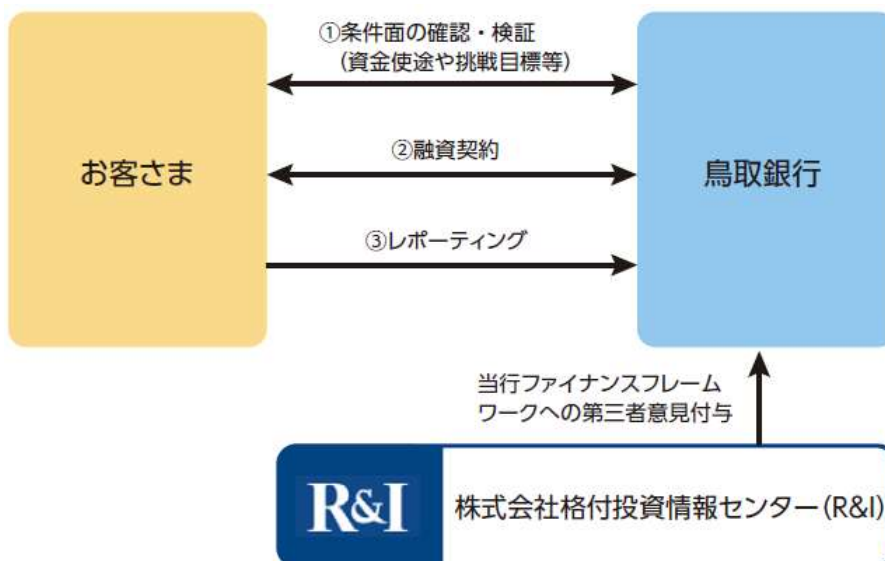 ①条件面の確認・検証
（資金使途や挑戦目標等）
お客さま
②融資契約
鳥取銀行
③レポーティング
当行ファイナンスフレーム
ワークへの第三者意見付与
R&I
株式会社格付投資情報センター(R&I)